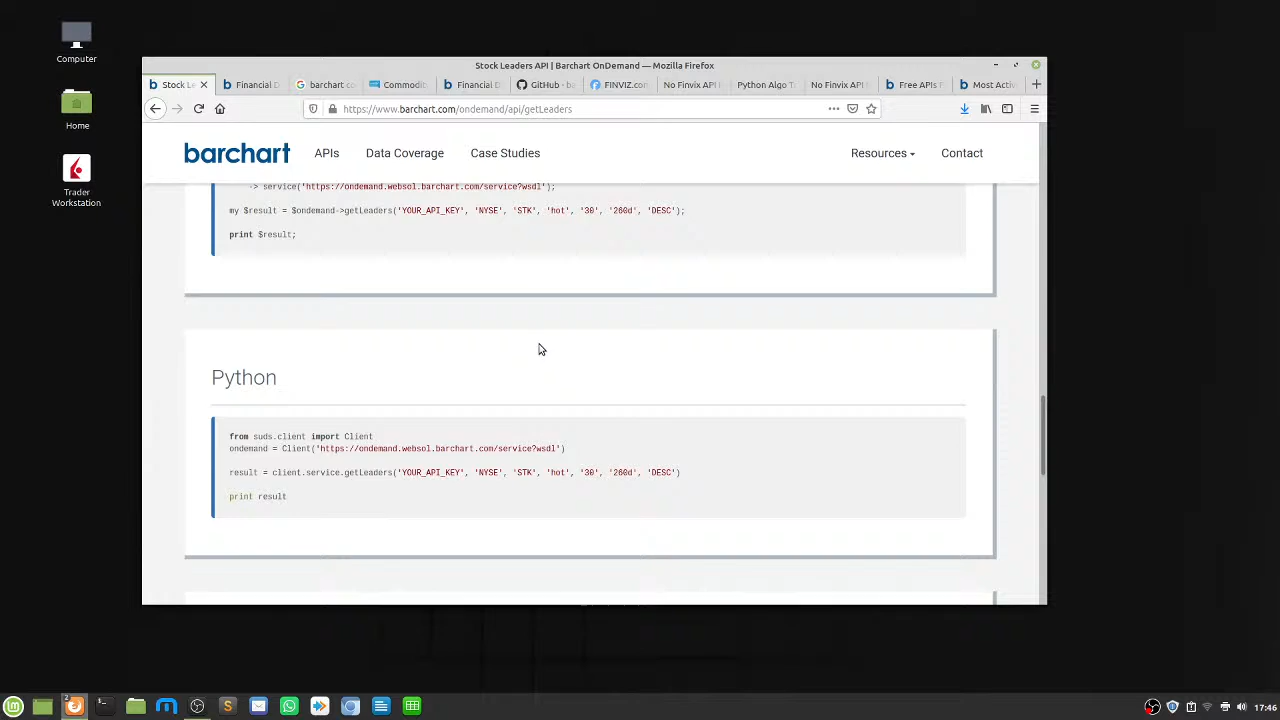 Computer
Home
Trader
Workstation
Stock Leaders API | Barchart OnDemand — Mozilla Firefox
Stock Le
Financial D
barchart. co
Commodit
Financial D
GitHub - b
FINVIZ.com
No Finviz API
Python Algo T
No Finviz API
Free APIs
Most Activ
https://www.barchart.com/ondemand/api/getLeaders
barchart
APIs
Data Coverage
Case Studies
Resources
Contact
-> service('https://ondemand.websol.barchart.com/service?wsdl');
my $result = $ondemand->getLeaders('YOUR_API_KEY', 'NYSE', 'STK', 'hot', '30', '260d', 'DESC');
print $result;
Python
from suds.client import Client
ondemand = Client('https://ondemand.websol.barchart.com/service?wsdl')
result = client.service.getLeaders('YOUR_API_KEY', 'NYSE', 'STK', 'hot', '30', '260d', 'DESC')
print result
17:46